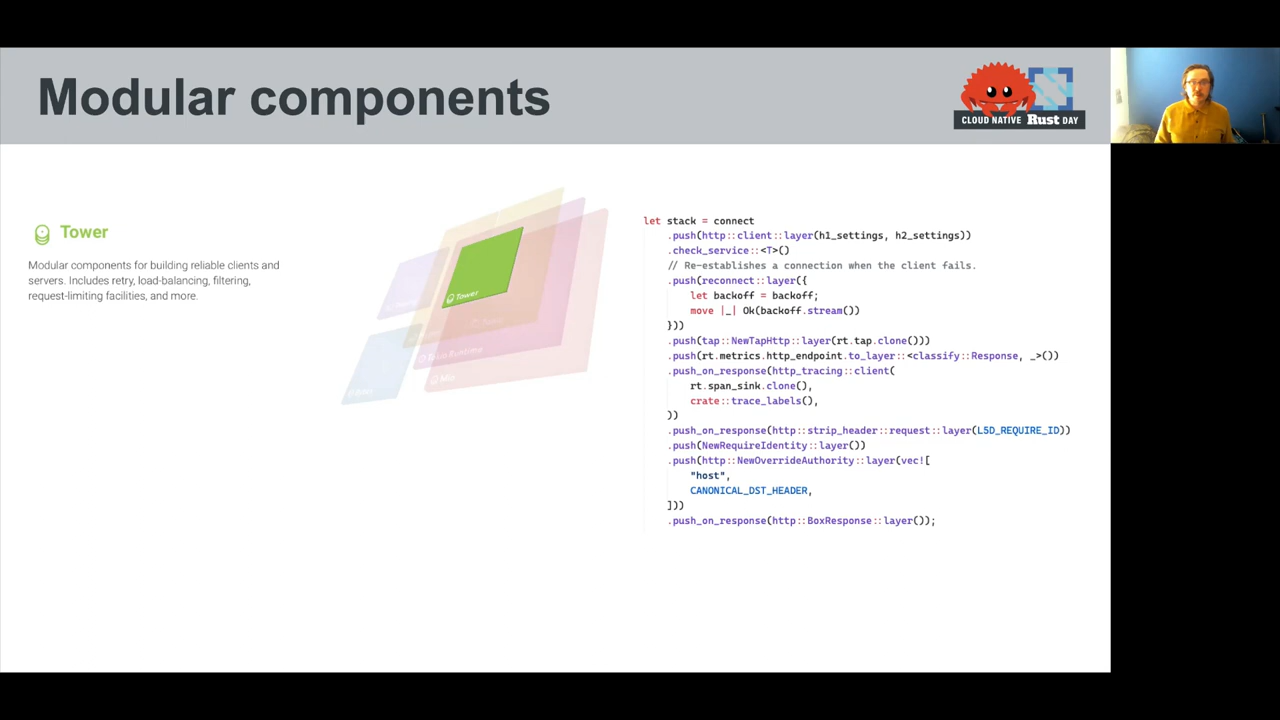 Modular components
CLOUD NATIVE Rust DAY
Tower
Modular components for building reliable clients and
servers. Includes retry, load-balancing, filtering,
request-limiting facilities, and more.
Tower
Tokio Runtime
Mio
let stack = connect
.push(http::client::layer(h1_settings, h2_settings))
.check_service::<T>()
// Re-establishes a connection when the client fails.
.push(reconnect::layer({
let backoff = backoff;
move |_| Ok(backoff.stream())
}))
.push(tap::NewTapHttp::layer(rt.tap.clone()))
.push(rt.metrics.http_endpoint.to_layer::<classify::Response, _>())
.push_on_response(http_tracing::client(
rt.span_sink.clone(),
crate::trace_labels(),
))
.push_on_response(http::strip_header::request::layer(L5D_REQUIRE_ID))
.push(NewRequireIdentity::layer())
.push(http::NewOverrideAuthority::layer(vec![
"host",
CANONICAL_DST_HEADER,
]))
.push_on_response(http::BoxResponse::layer());